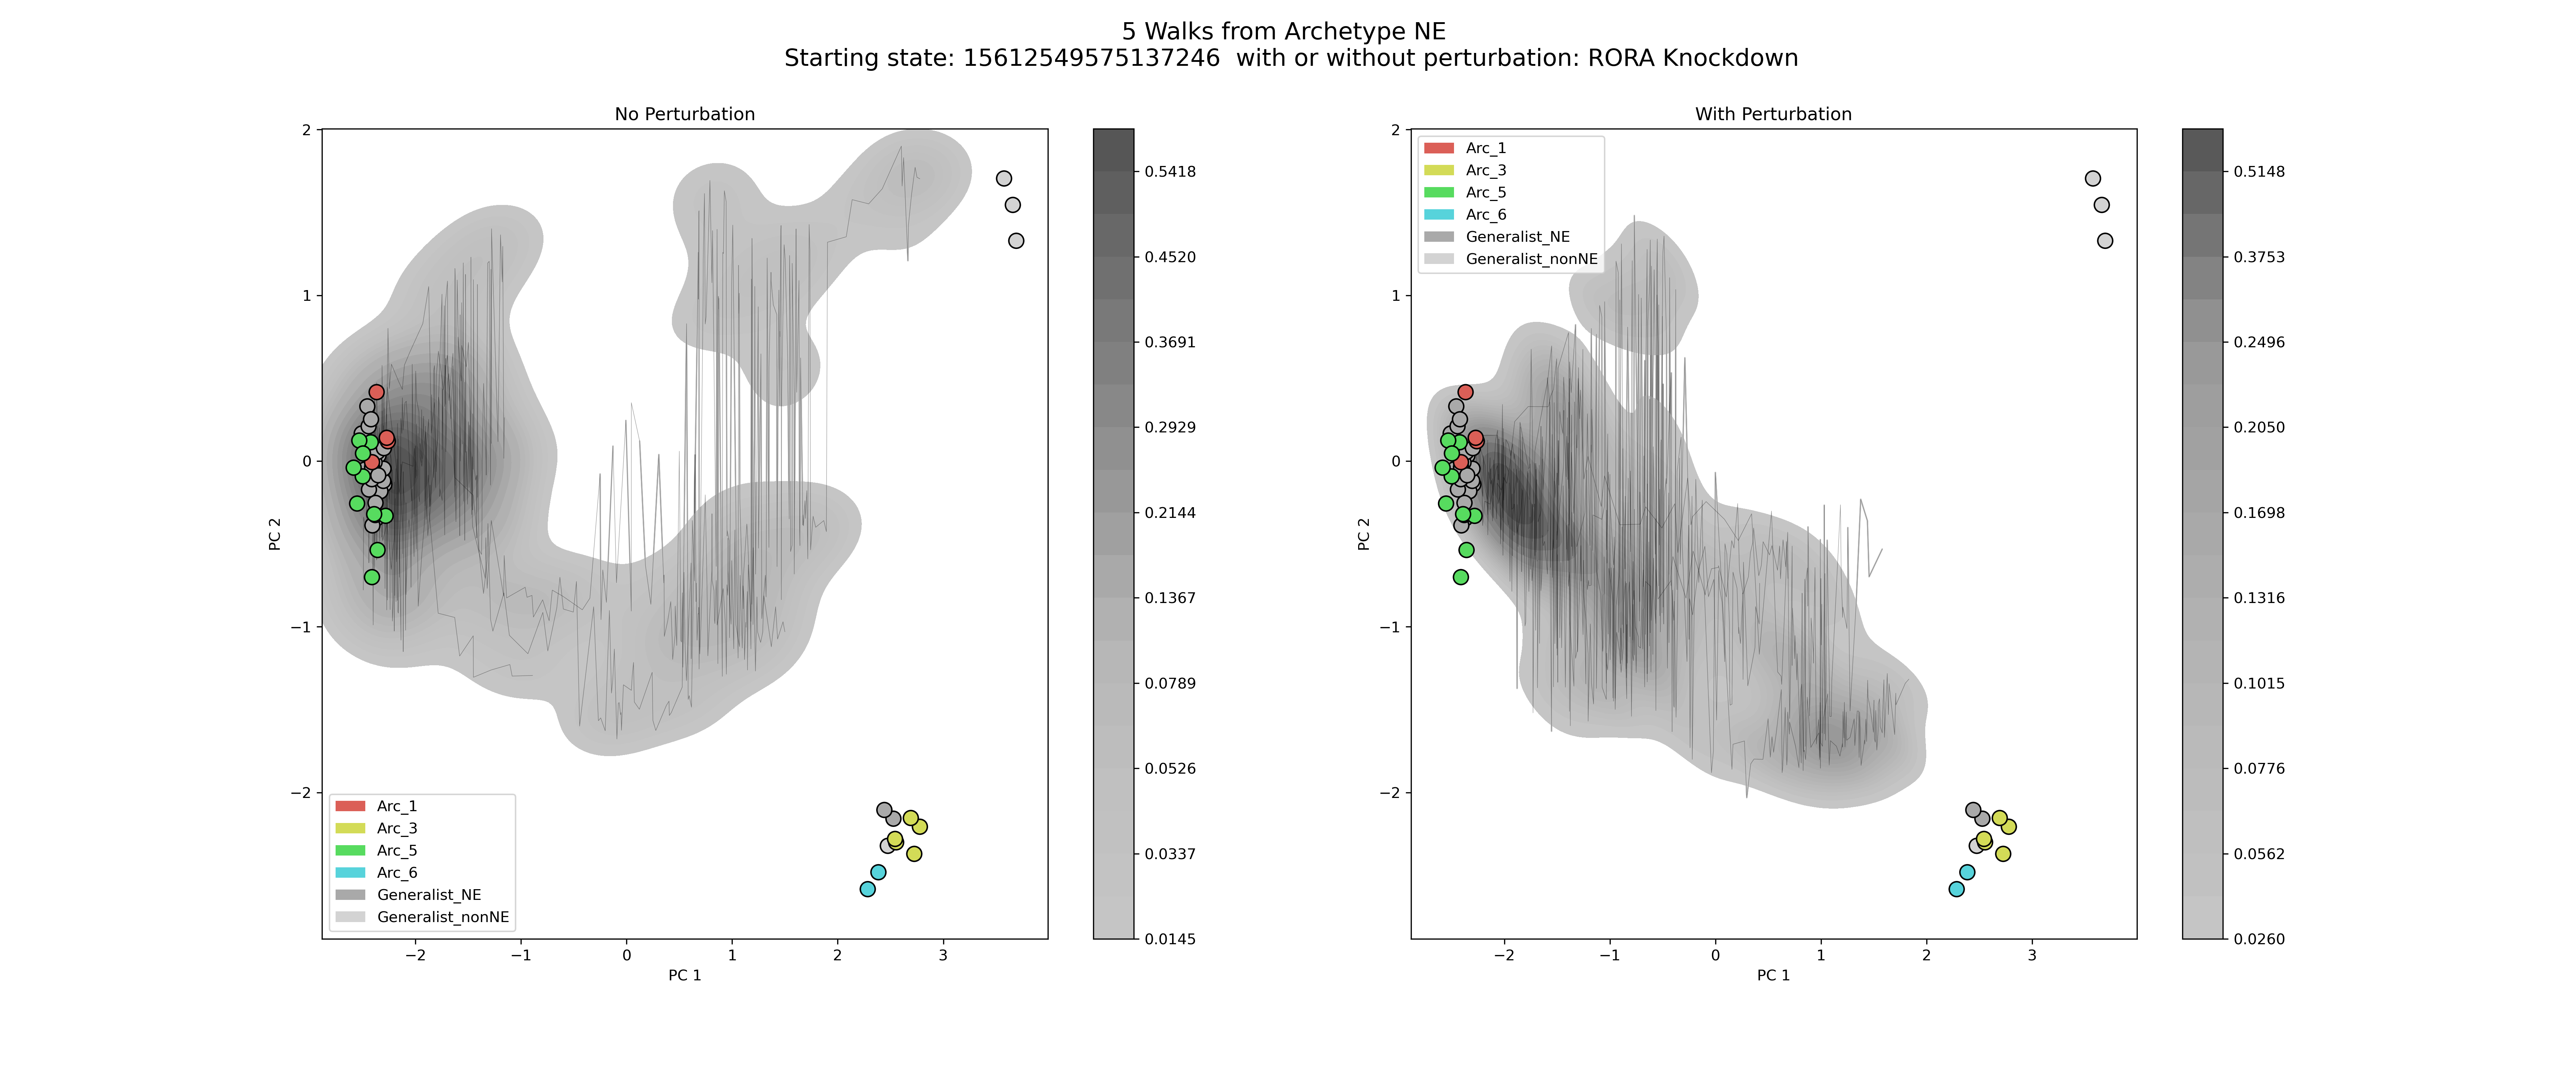 5 Walks from Archetype NE
Starting state: 15612549575137246  with or without perturbation: RORA Knockdown
No Perturbation
PC 2
2
1
0
−1
−2
−2
−1
0
1
2
3
PC 1
Arc_1
Arc_3
Arc_5
Arc_6
Generalist_NE
Generalist_nonNE
0.5418
0.4520
0.3691
0.2929
0.2144
0.1367
0.0789
0.0526
0.0337
0.0145
With Perturbation
PC 2
2
1
0
−1
−2
−2
−1
0
1
2
3
PC 1
Arc_1
Arc_3
Arc_5
Arc_6
Generalist_NE
Generalist_nonNE
0.5148
0.3753
0.2496
0.2050
0.1698
0.1316
0.1015
0.0776
0.0562
0.0260